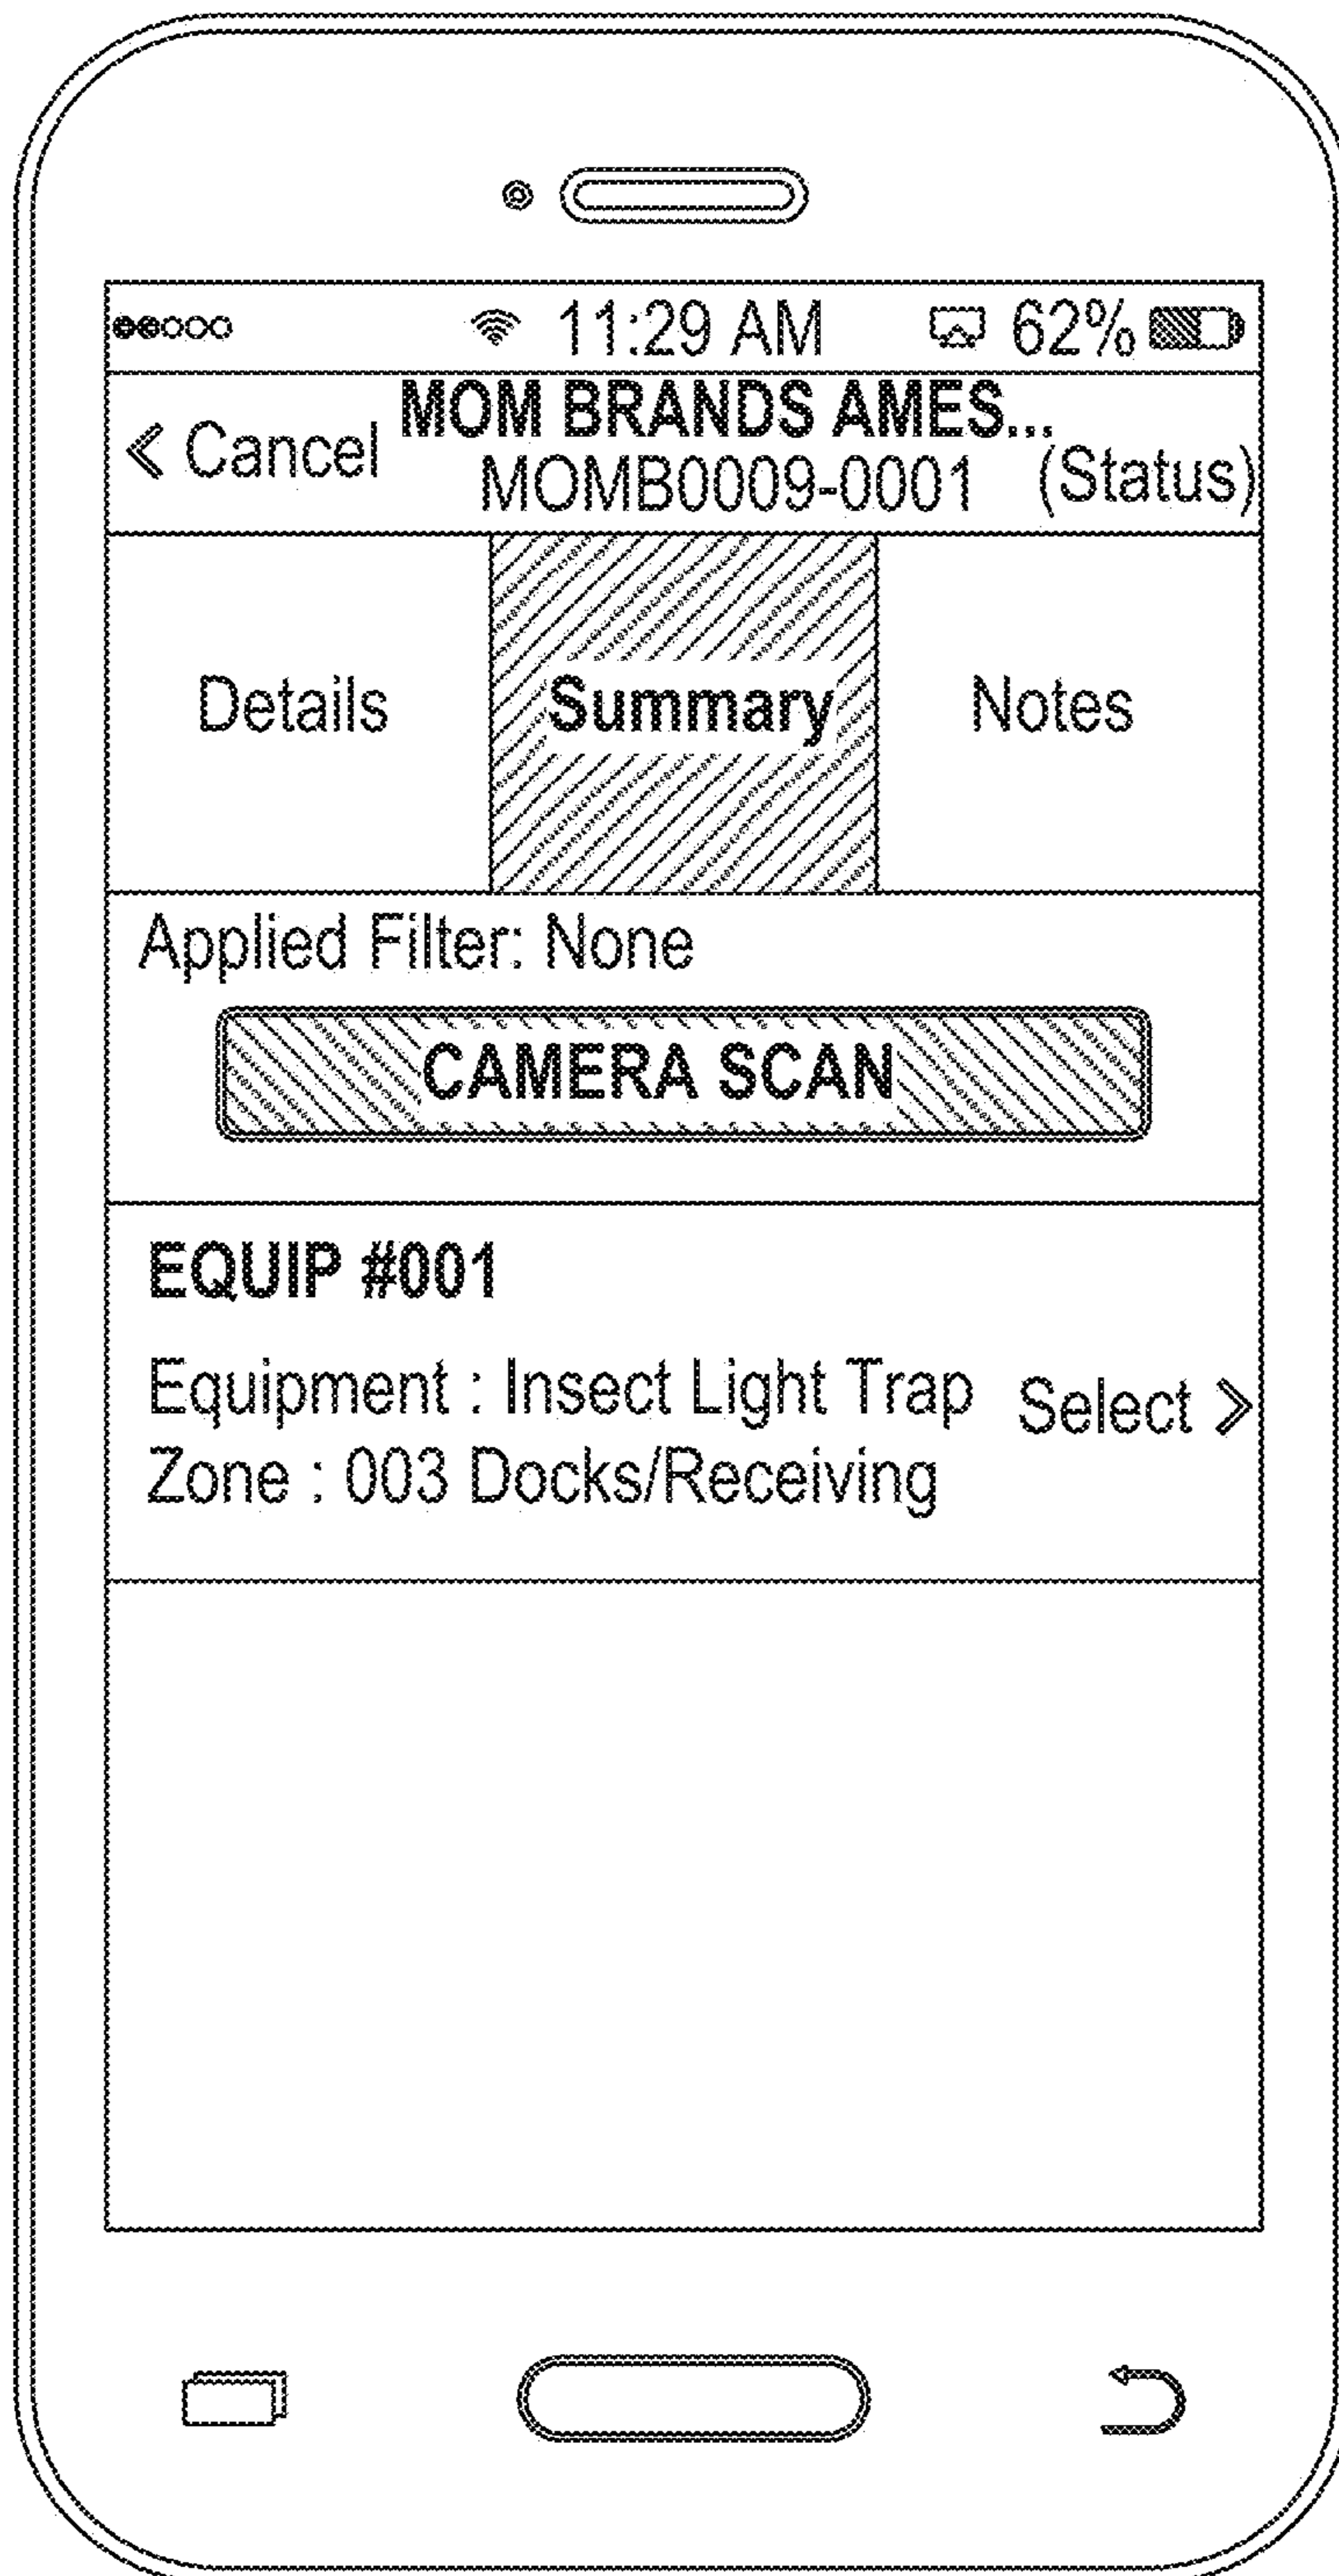 11:29 AM 62%
< Cancel MOM BRANDS AMES... (Status)
MOMB0009-0001
Details Summary Notes
Applied Filter: None
CAMERA SCAN
EQUIP #001
Equipment : Insect Light Trap
Select >
Zone : 003 Docks/Receiving